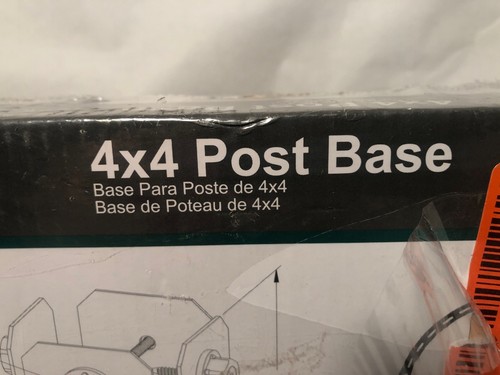 4x4 Post Base
Base Para Poste de 4x4
Base de Poteau de 4x4